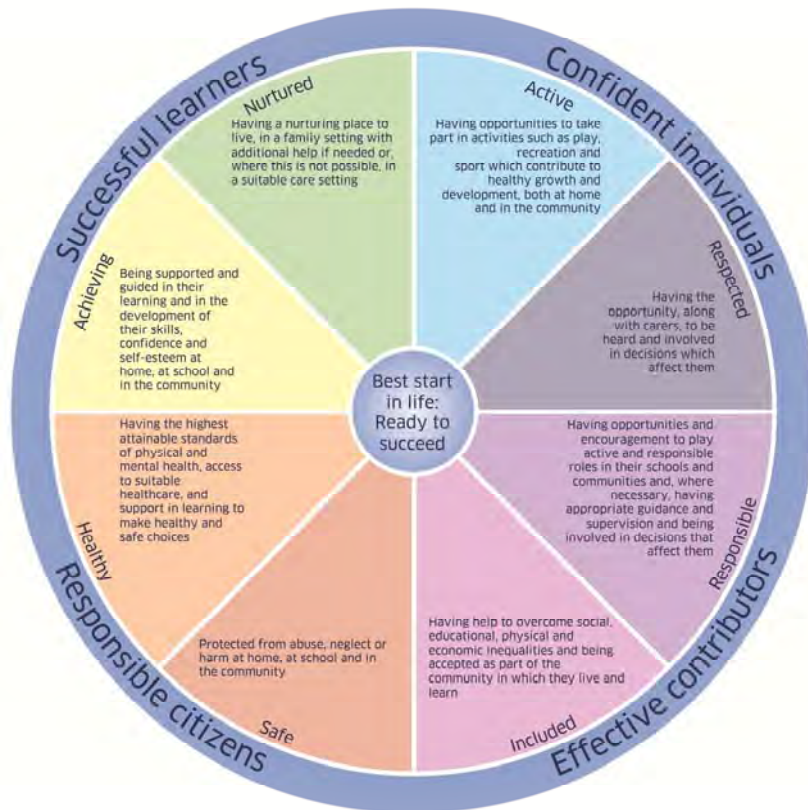 Successful learners
Confident individuals
Nurtured
Having a nurturing place to
live, in a family setting with
additional help if needed or,
where this is not possible, in
a suitable care setting
Active
Having opportunities to take
part in activities such as play,
recreation and
sport which contribute to
healthy growth and
development, both at home
and in the community
Respected
Having the
opportunity, along
with carers, to be
heard and involved
in decisions which
affect them
Responsible
Having opportunities and
encouragement to play
active and responsible
roles in their schools and
communities and, where
necessary, having
appropriate guidance and
supervision and being
involved in decisions that
affect them
Included
Having help to overcome social,
educational, physical and
economic inequalities and being
accepted as part of the
community in which they live and
learn
Safe
Protected from abuse, neglect or
harm at home, at school and in
the community
Healthy
Having the highest
attainable standards
of physical and
mental health, access
to suitable
healthcare, and
support in learning to
make healthy and
safe choices
Achieving
Being supported and
guided in their
learning and in the
development of
their skills,
confidence and
self-esteem at
home, at school and
in the community
Best start
in life:
Ready to
succeed
Responsible citizens
Effective contributors